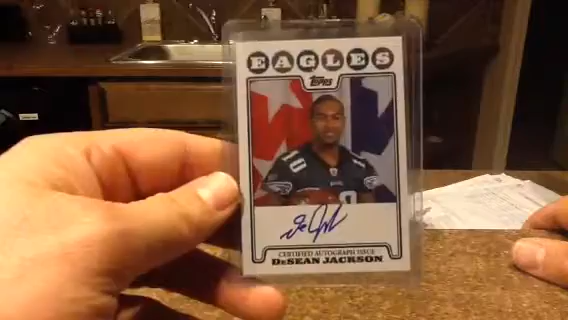 EAGLES
TOPPS
10
CERTIFIED AUTOGRAPH ISSUE
DESEAN JACKSON